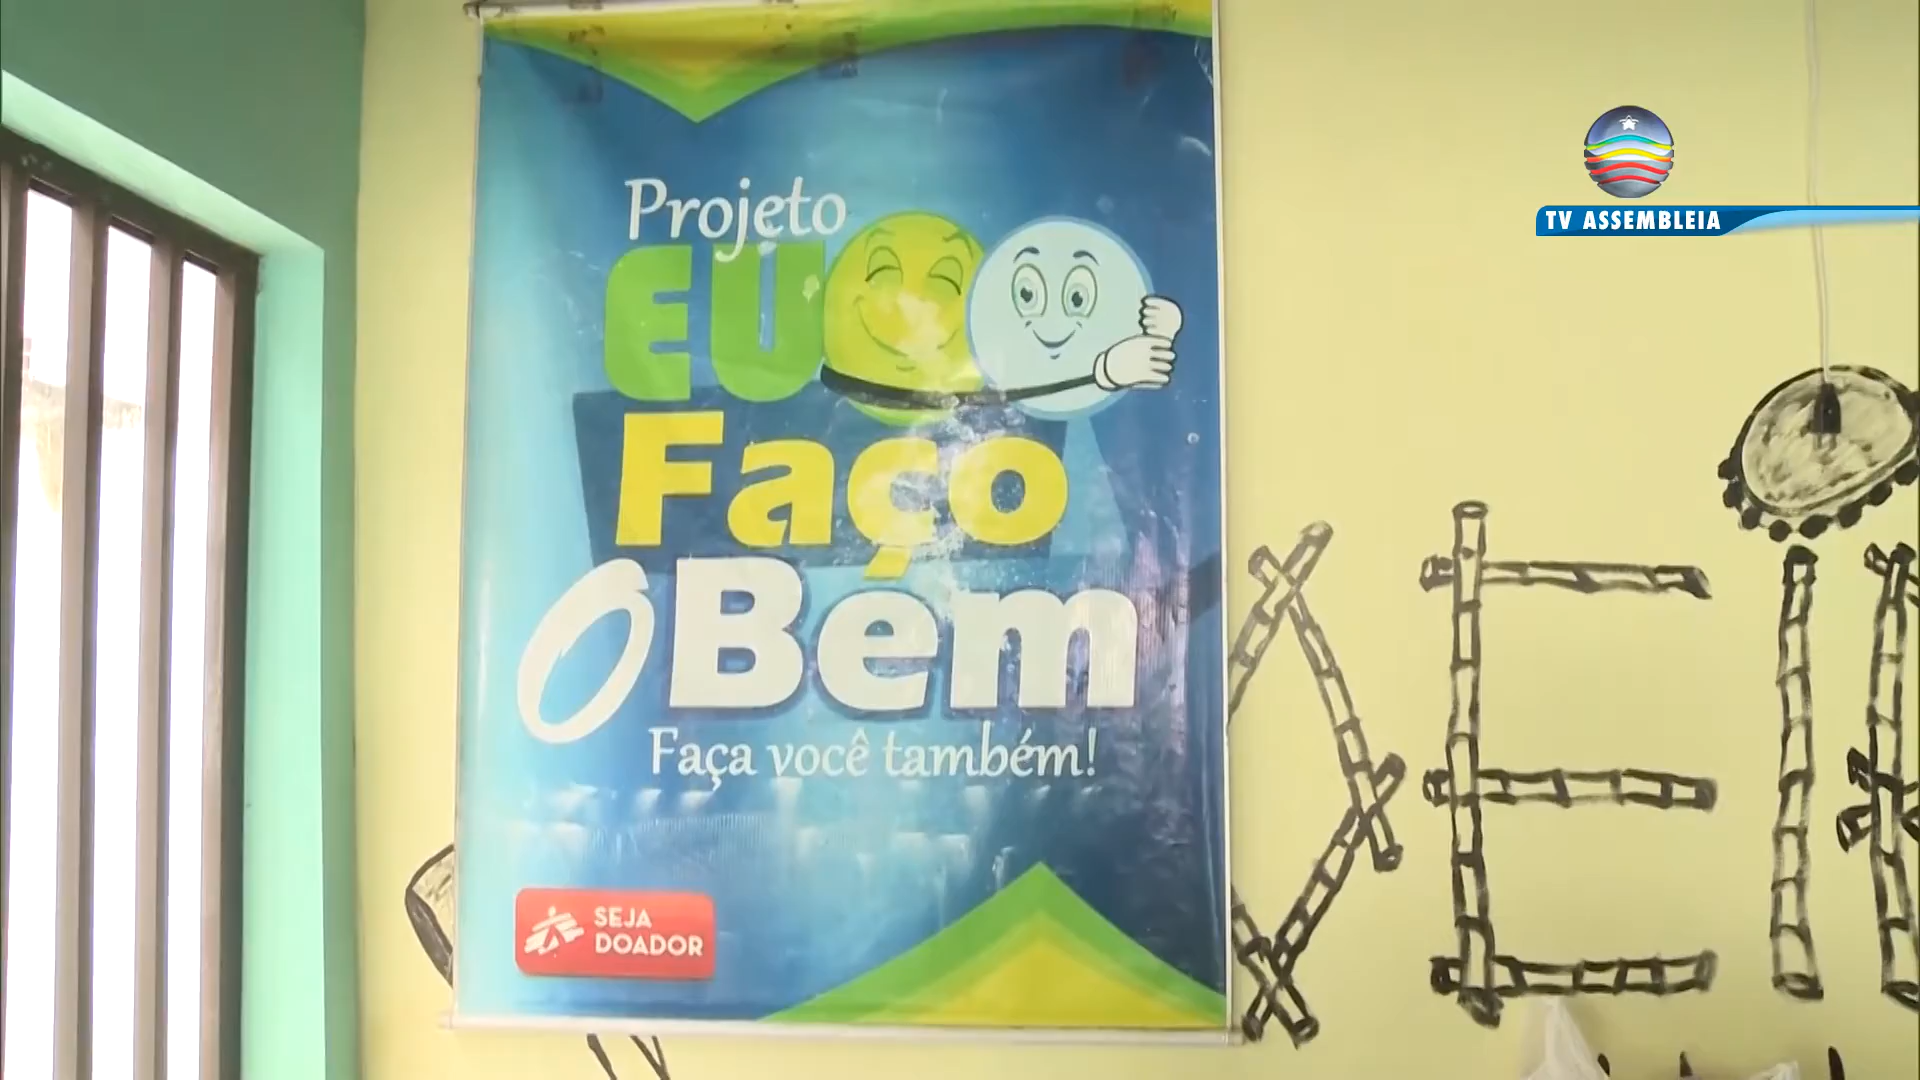 Projeto
EU
Faço
O Bem
Faça você também!
SEJA
DOADOR
TV ASSEMBLEIA